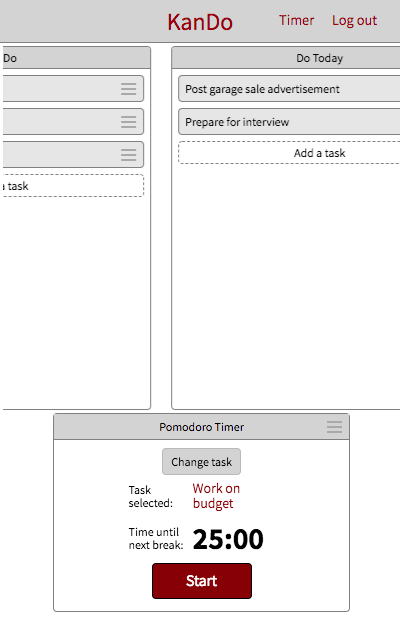 KanDo
Timer
Log out
Do
Do Today
Post garage sale advertisement
Prepare for interview
a task
Add a task
Pomodoro Timer
Change task
Task selected:
Work on budget
Time until next break:
25:00
Start